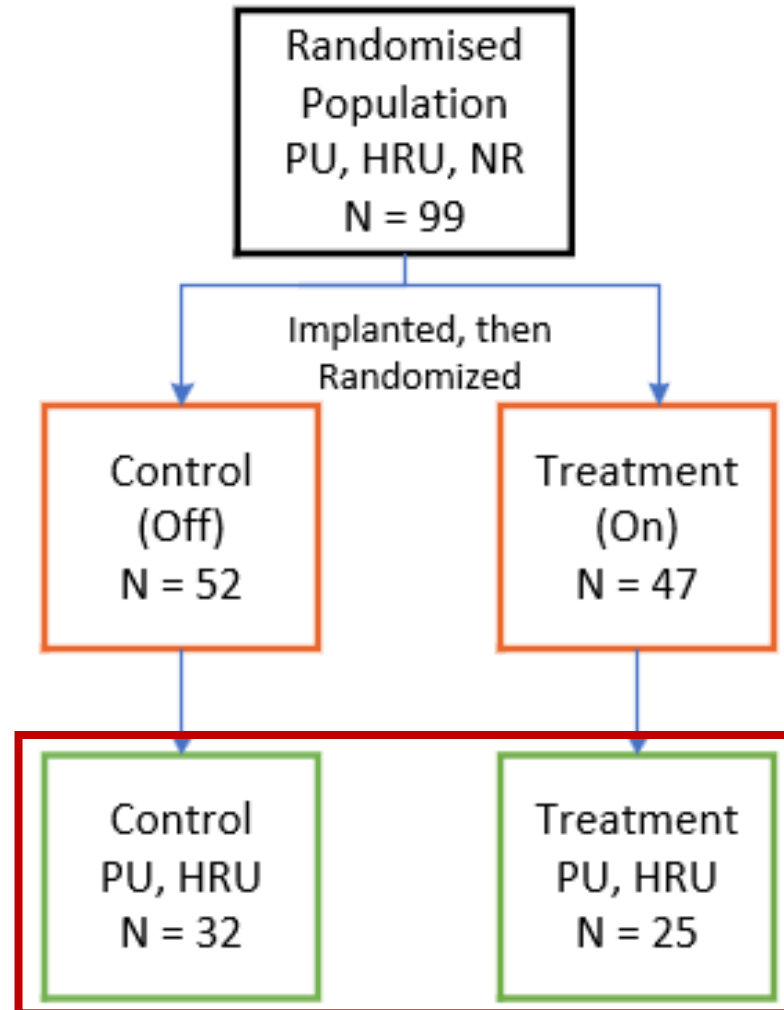 Randomised
Population
PU, HRU, NR
N = 99
Implanted, then
Randomized
Control
(Off)
N = 52
Treatment
(On)
N = 47
Control
PU, HRU
N = 32
Treatment
PU, HRU
N = 25